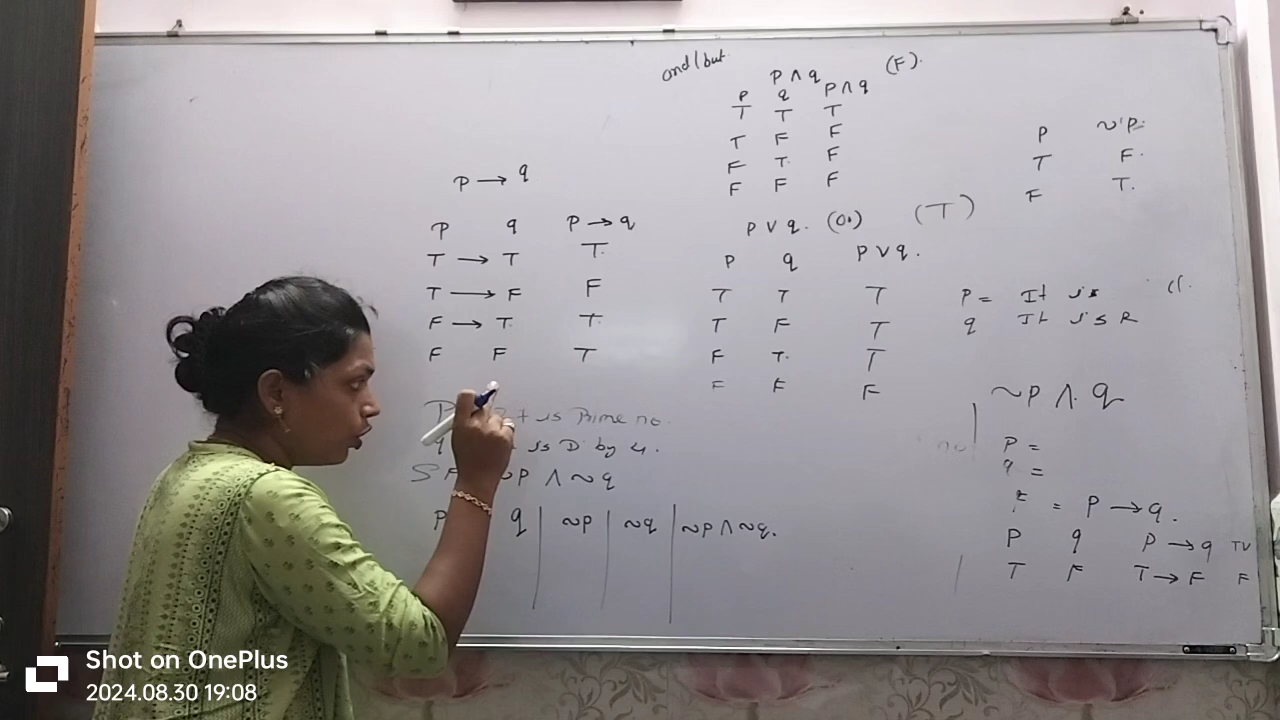 and/but
P ∧ q (F).
P q P ∧ q
T T T
T F F
F T. F
F F F
P ~P.
T F.
F T.
P → q
P q P → q
T → T T.
T → F F
F → T. T.
F F T
P ∨ q. (Or) (T)
P q P ∨ q.
T T T
T F T
F T. T
F F F
P = It is
q It is R
~P ∧ q
P =
q =
= P → q.
P q P → q TV
T F T → F F
P is Prime no.
q is D by 4.
S F ~P ∧ ~q
P q ~P ~q ~P ∧ ~q.
Shot on OnePlus
2024.08.30 19:08